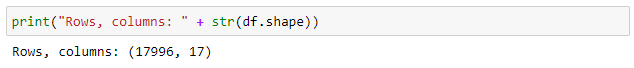 print("Rows, columns: " + str(df.shape))
Rows, columns: (17996, 17)